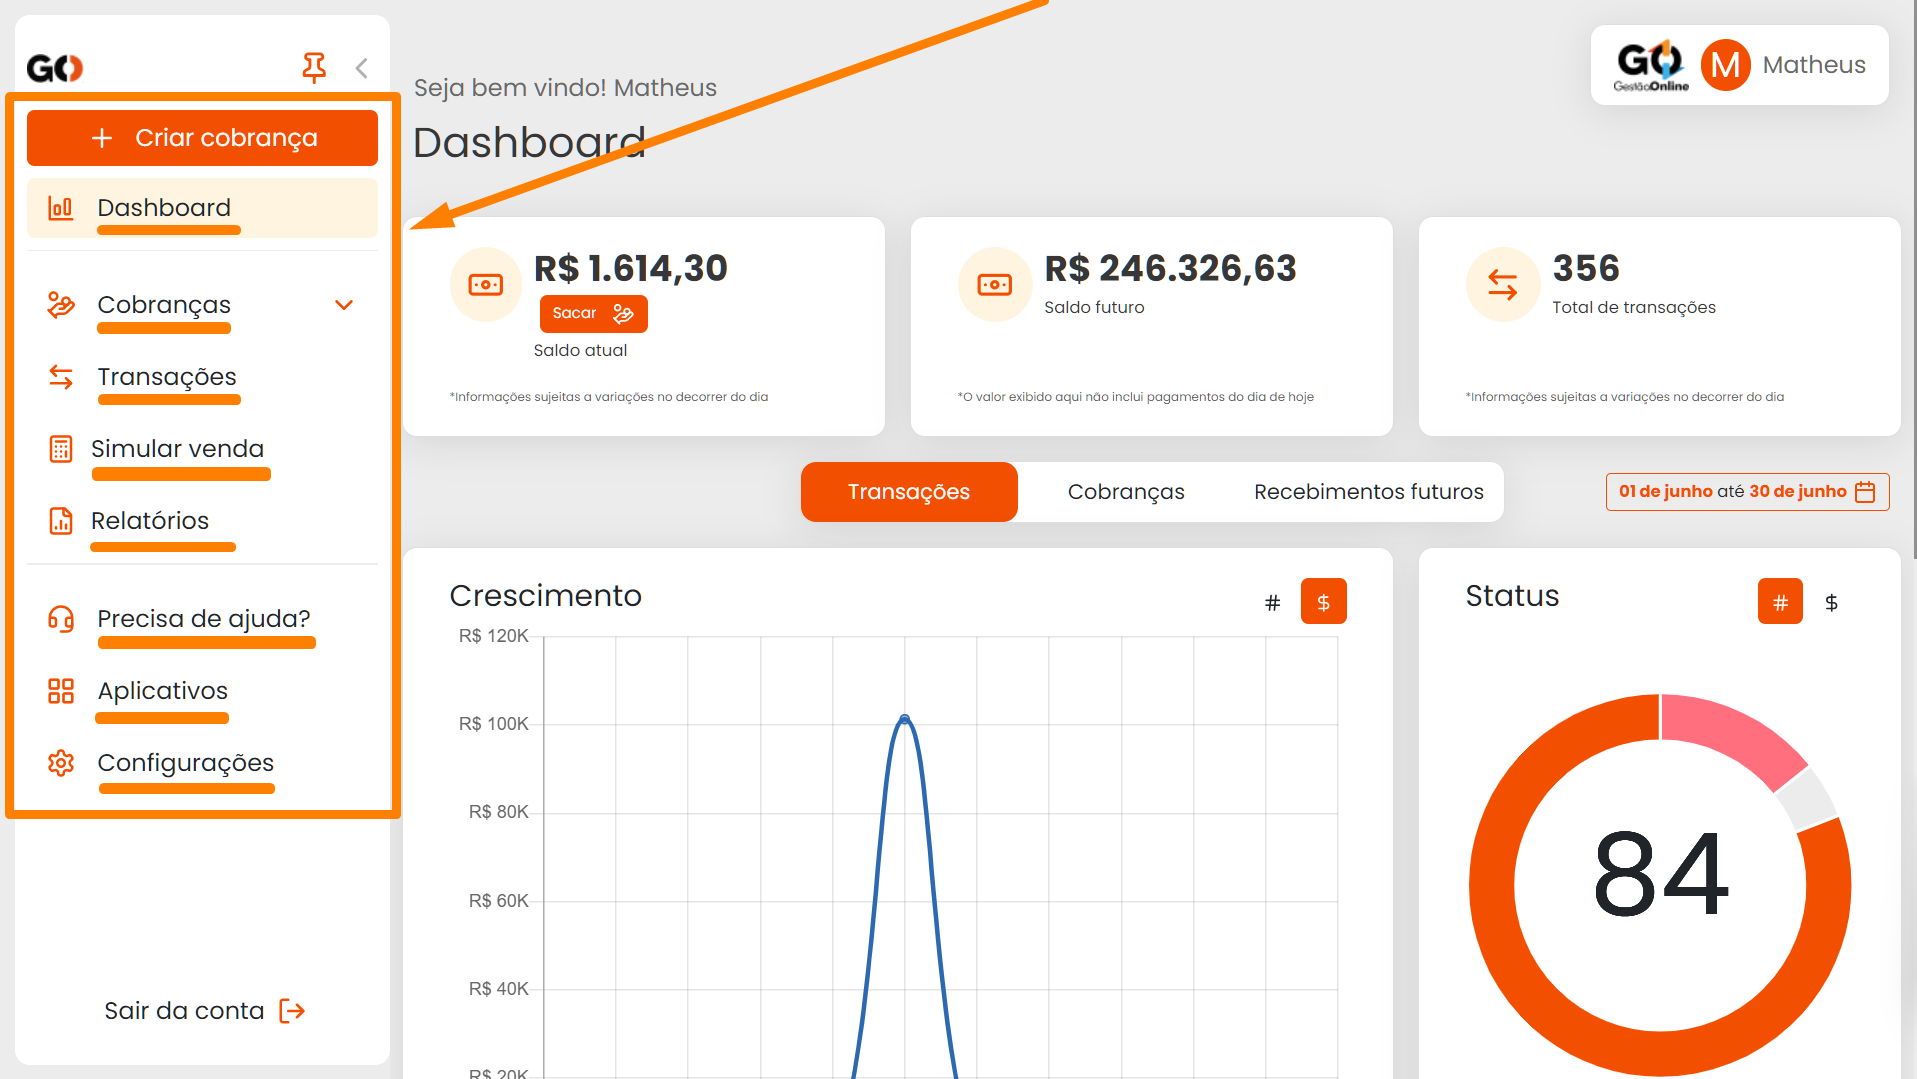 GO
Criar cobrança
Dashboard
Cobranças
Transações
Simular venda
Relatórios
Precisa de ajuda?
Aplicativos
Configurações
Sair da conta
Seja bem vindo! Matheus
Dashboard
GO
GestãoOnline
M
Matheus
R$ 1.614,30
Sacar
Saldo atual
*Informações sujeitas a variações no decorrer do dia
R$ 246.326,63
Saldo futuro
*O valor exibido aqui não inclui pagamentos do dia de hoje
356
Total de transações
*Informações sujeitas a variações no decorrer do dia
Transações
Cobranças
Recebimentos futuros
01 de junho até 30 de junho
Crescimento
# $
R$ 120K
R$ 100K
R$ 80K
R$ 60K
R$ 40K
R$ 20K
Status
# $
84